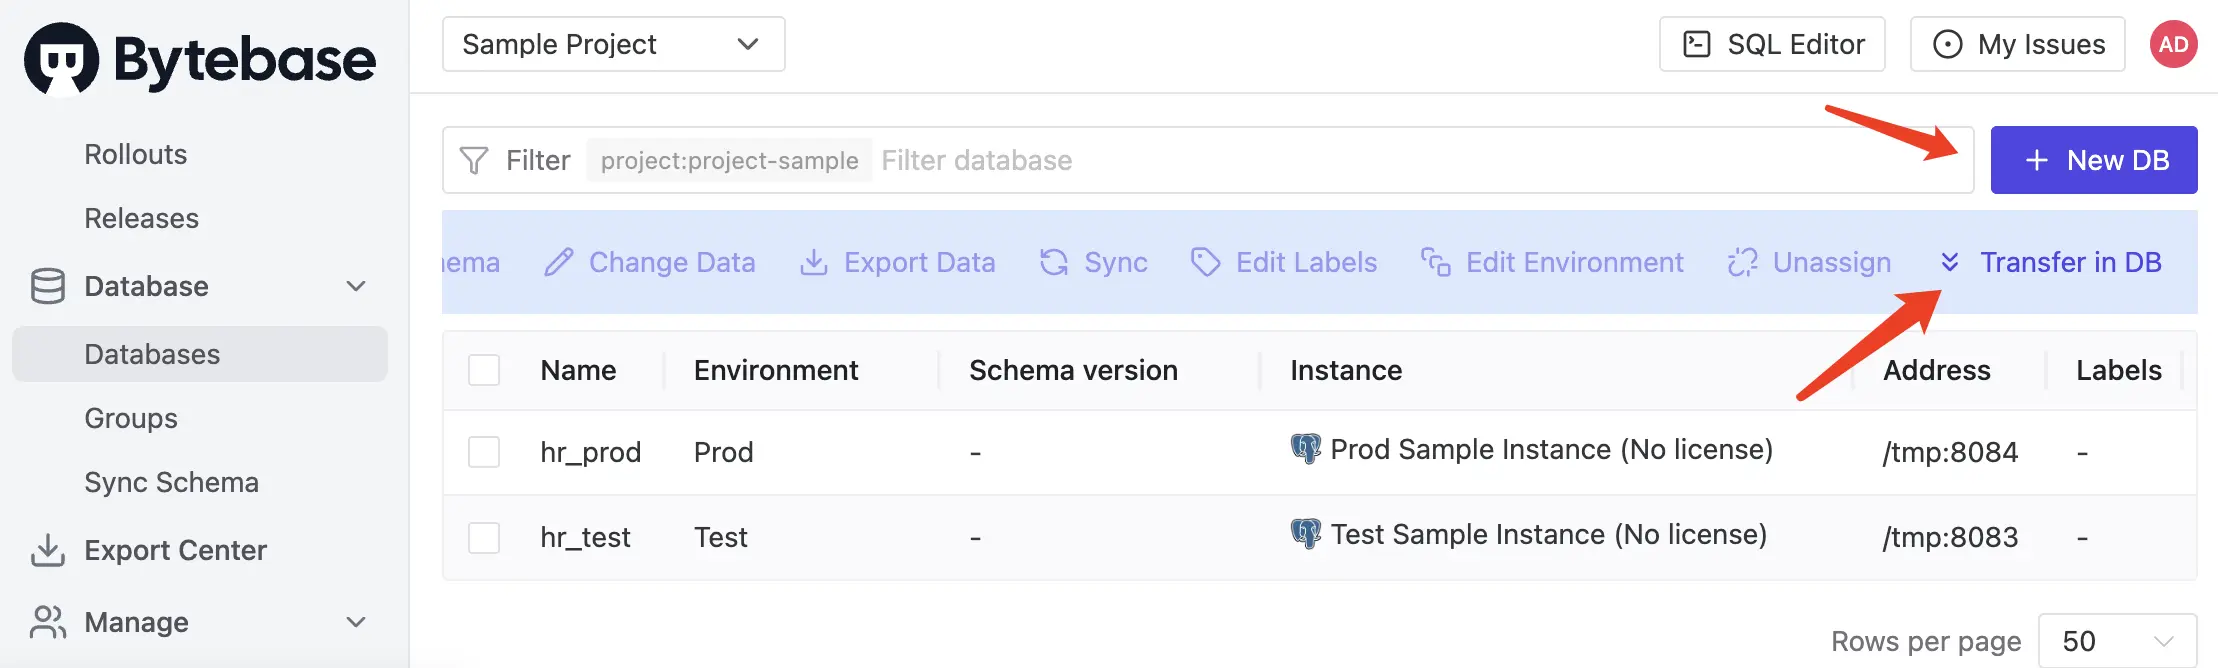 Bytebase
Sample Project
SQL Editor
My Issues
AD
Rollouts
Releases
Database
Databases
Groups
Sync Schema
Export Center
Manage
Filter project:project-sample Filter database
+ New DB
Change Data Export Data Sync Edit Labels Edit Environment Unassign Transfer in DB
Name Environment Schema version Instance Address Labels
hr_prod Prod - Prod Sample Instance (No license) /tmp:8084 -
hr_test Test - Test Sample Instance (No license) /tmp:8083 -
Rows per page 50